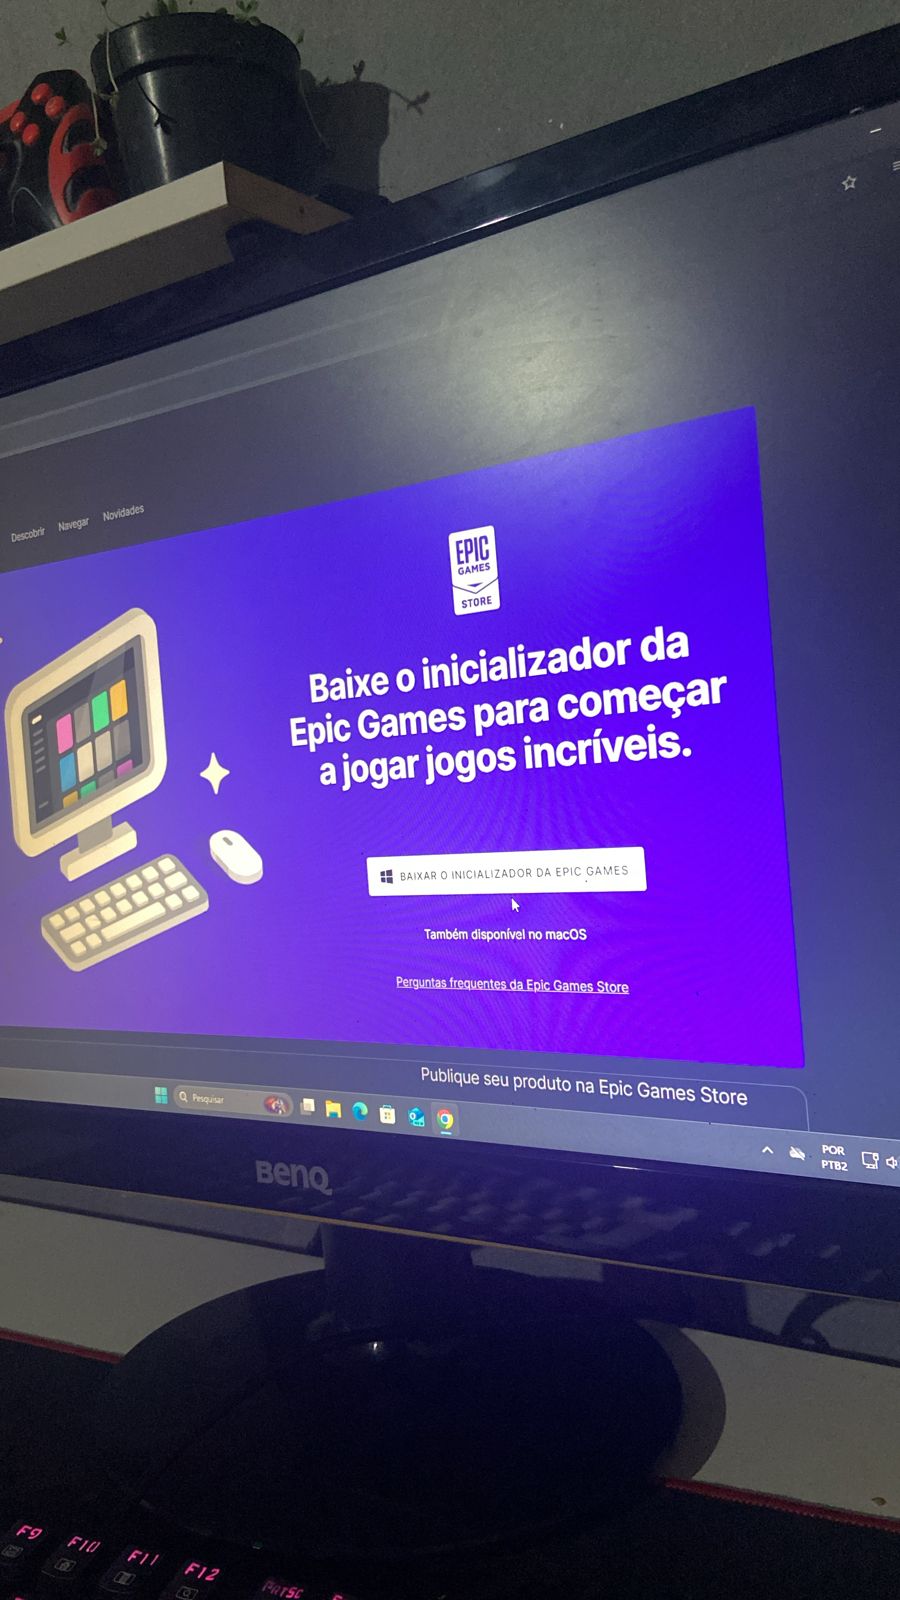 Descobrir Navegar Novidades
EPIC
GAMES
STORE
Baixe o inicializador da
Epic Games para começar
a jogar jogos incríveis.
BAIXAR O INICIALIZADOR DA EPIC GAMES
Também disponível no macOS
Perguntas frequentes da Epic Games Store
Publique seu produto na Epic Games Store
Pesquisar
POR
PTB2
BenQ
F9 F10 F11 F12 PRTSC